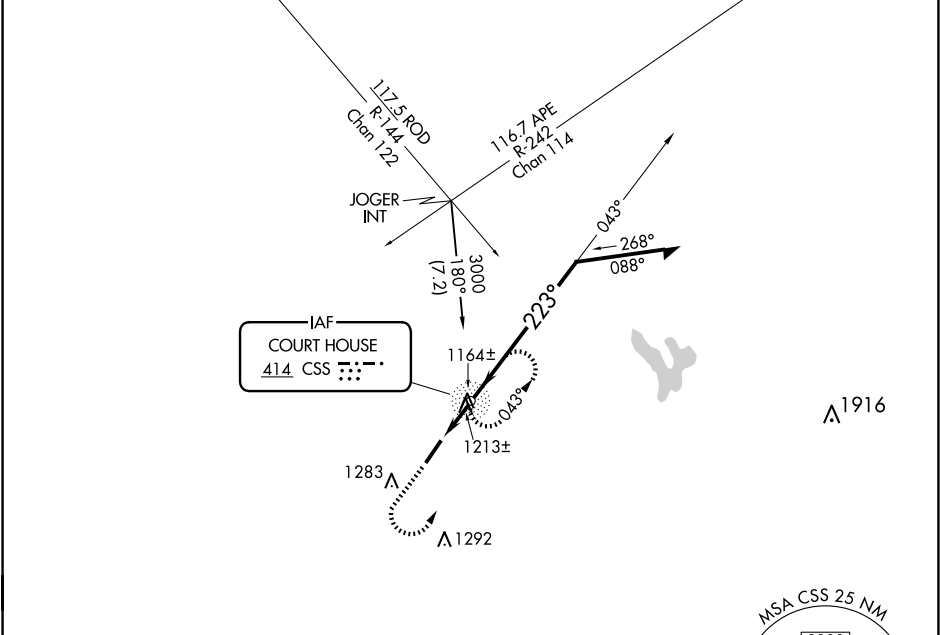 117.5 ROD
R-144
Chan 122
116.7 APE
R-242
Chan 114
JOGER
INT
043°
268°
088°
3000
180°
(7.2)
223°
IAF
COURT HOUSE
414 CSS
1164±
043°
1916
1213±
1283
1292
MSA CSS 25 NM